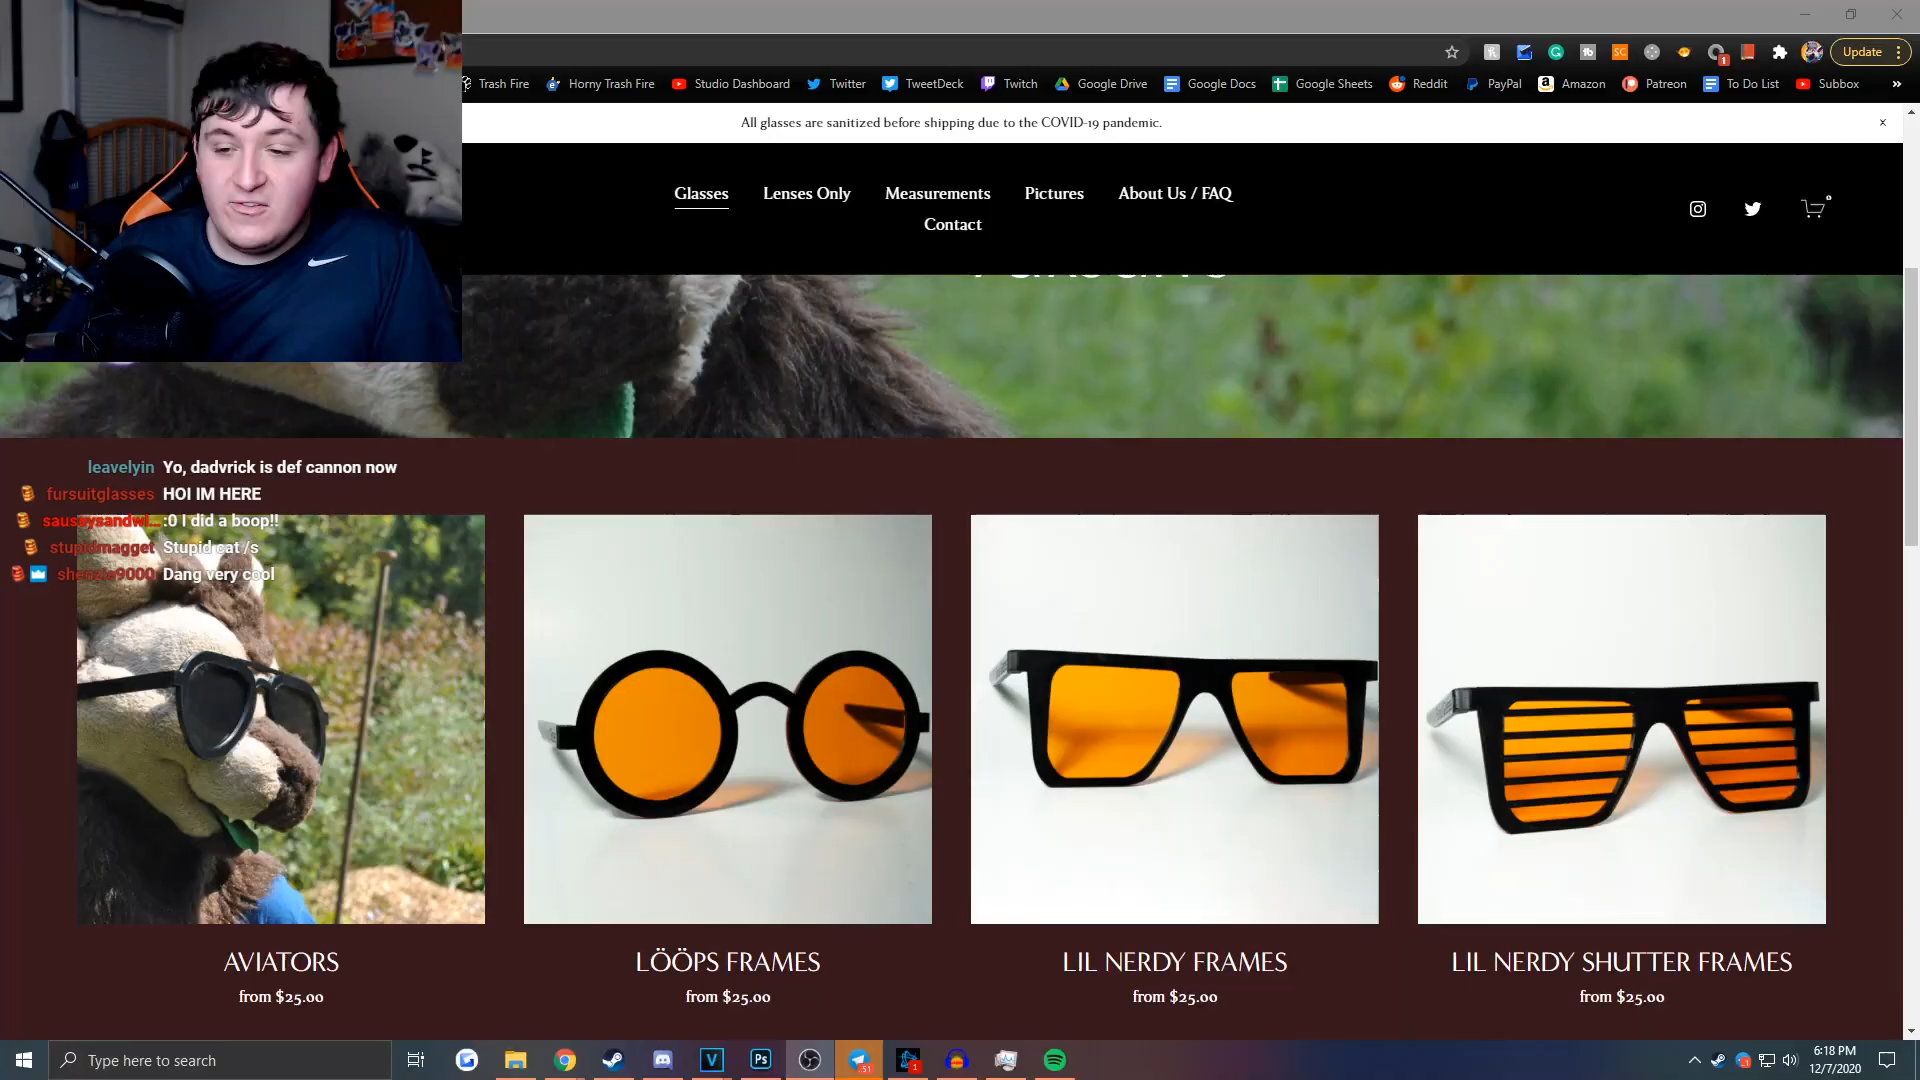 Update
Trash Fire Horny Trash Fire Studio Dashboard Twitter TweetDeck Twitch Google Drive Google Docs Google Sheets Reddit PayPal Amazon Patreon To Do List Subbox »
All glasses are sanitized before shipping due to the COVID-19 pandemic. x
Glasses Lenses Only Measurements Pictures About Us / FAQ
Contact
0
leavelyin Yo, dadvrick is def cannon now
fursuitglasses HOI IM HERE
:0 I did a boop!!
stupidmagget Stupid cat /s
Dang very cool
AVIATORS LÖÖPS FRAMES LIL NERDY FRAMES LIL NERDY SHUTTER FRAMES
from $25.00 from $25.00 from $25.00 from $25.00
Type here to search
6:18 PM
12/7/2020